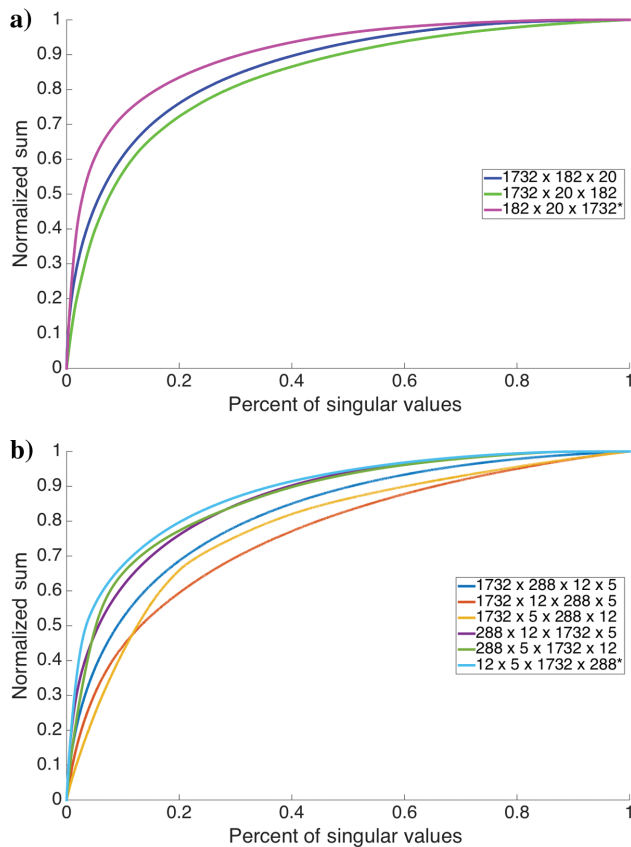 a)
1
0.9
0.8
0.7
0.6
0.5
0.4
0.3
0.2
0.1
0
Normalized sum
1732 x 182 x 20
1732 x 20 x 182
182 x 20 x 1732*
0 0.2 0.4 0.6 0.8 1
Percent of singular values
b)
1
0.9
0.8
0.7
0.6
0.5
0.4
0.3
0.2
0.1
0
Normalized sum
1732 x 288 x 12 x 5
1732 x 12 x 288 x 5
1732 x 5 x 288 x 12
288 x 12 x 1732 x 5
288 x 5 x 1732 x 12
12 x 5 x 1732 x 288*
0 0.2 0.4 0.6 0.8 1
Percent of singular values